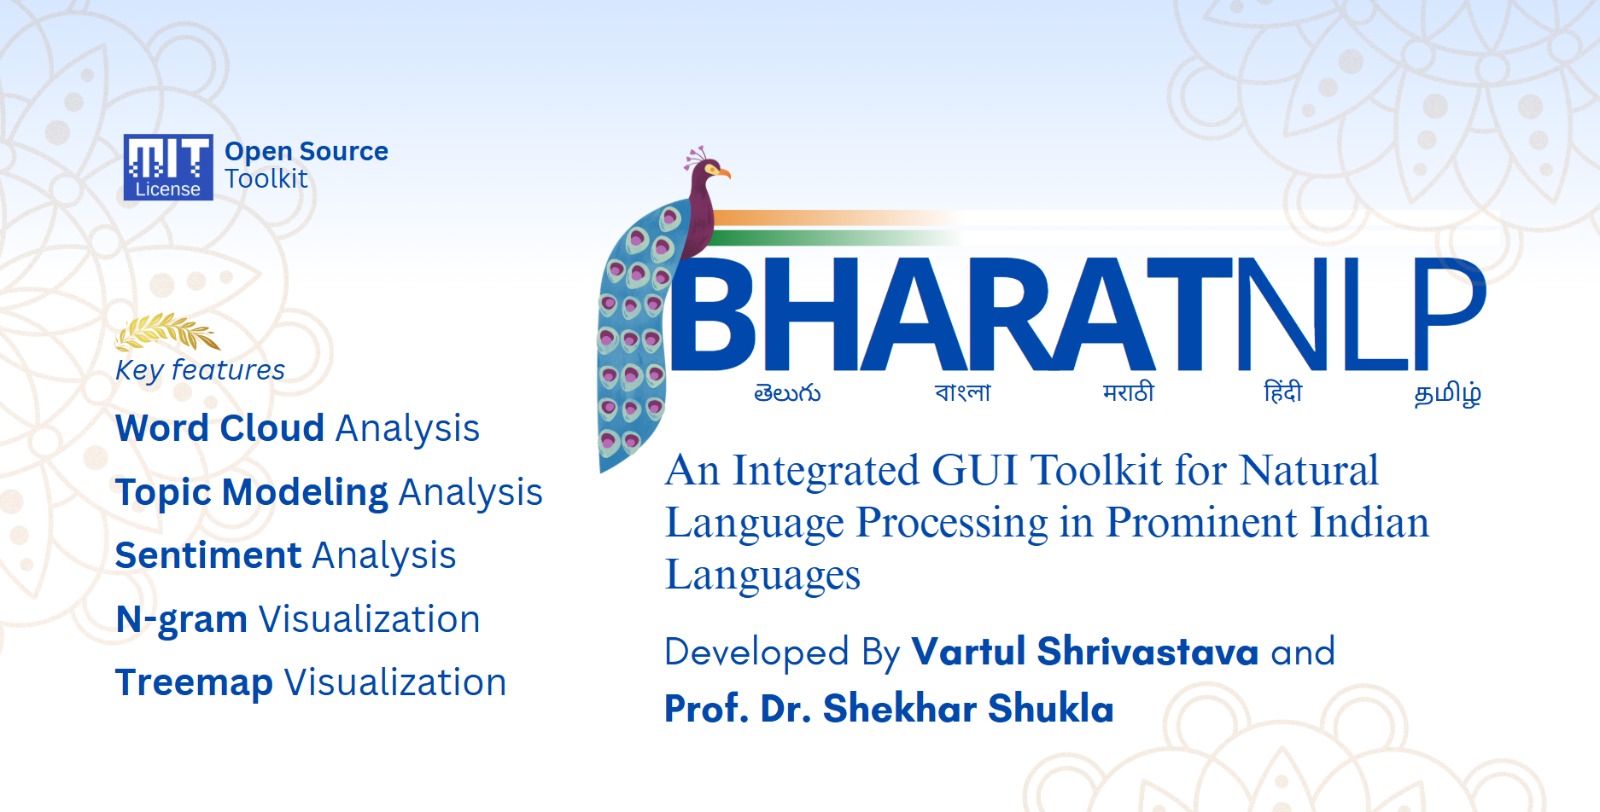 MIT
License
Open Source
Toolkit
Key features
Word Cloud Analysis
Topic Modeling Analysis
Sentiment Analysis
N-gram Visualization
Treemap Visualization
BHARATNLP
తెలుగు বাংলা मराठी हिंदी தமிழ்
An Integrated GUI Toolkit for Natural
Language Processing in Prominent Indian
Languages
Developed By Vartul Shrivastava and
Prof. Dr. Shekhar Shukla